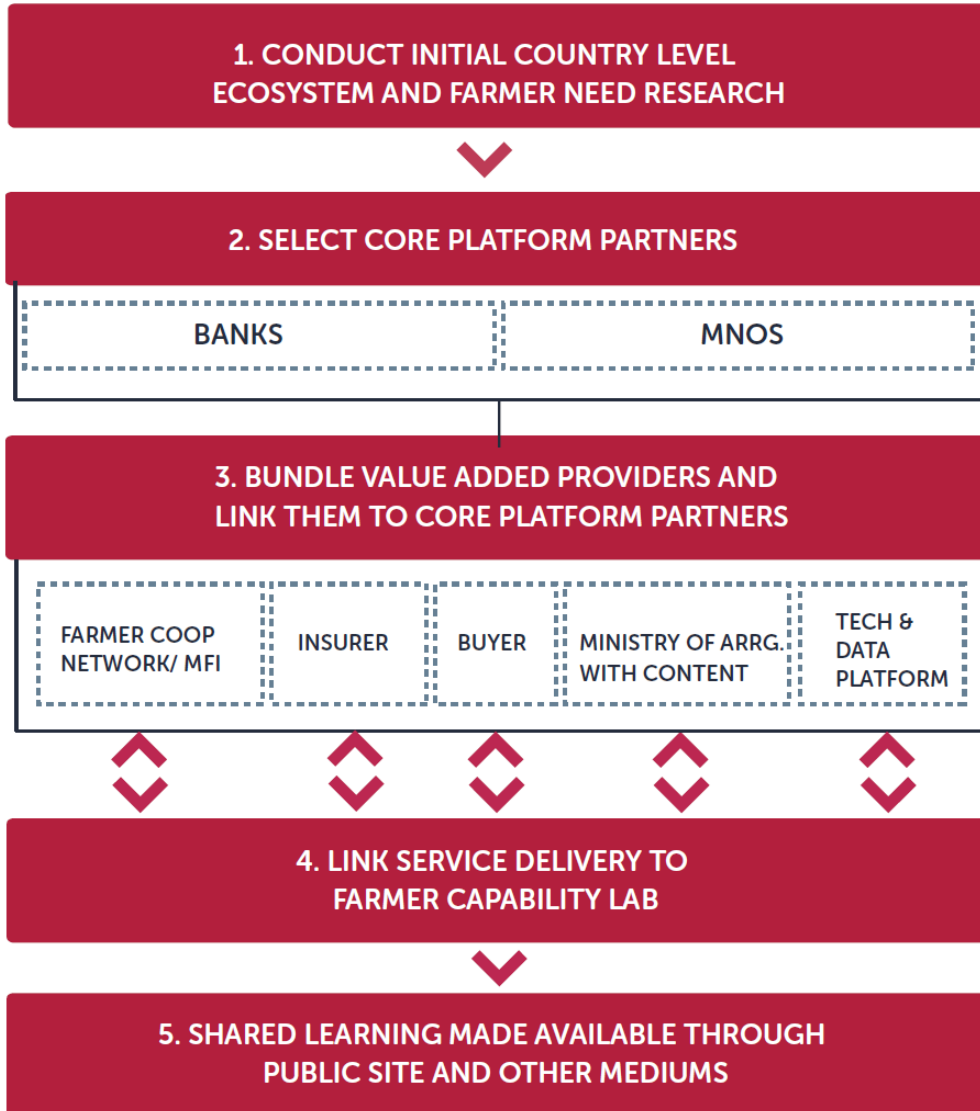 1. CONDUCT INITIAL COUNTRY LEVEL
ECOSYSTEM AND FARMER NEED RESEARCH
2. SELECT CORE PLATFORM PARTNERS
BANKS
MNOS
3. BUNDLE VALUE ADDED PROVIDERS AND
LINK THEM TO CORE PLATFORM PARTNERS
FARMER COOP
NETWORK/ MFI
INSURER
BUYER
MINISTRY OF ARRG.
WITH CONTENT
TECH &
DATA
PLATFORM
4. LINK SERVICE DELIVERY TO
FARMER CAPABILITY LAB
5. SHARED LEARNING MADE AVAILABLE THROUGH
PUBLIC SITE AND OTHER MEDIUMS